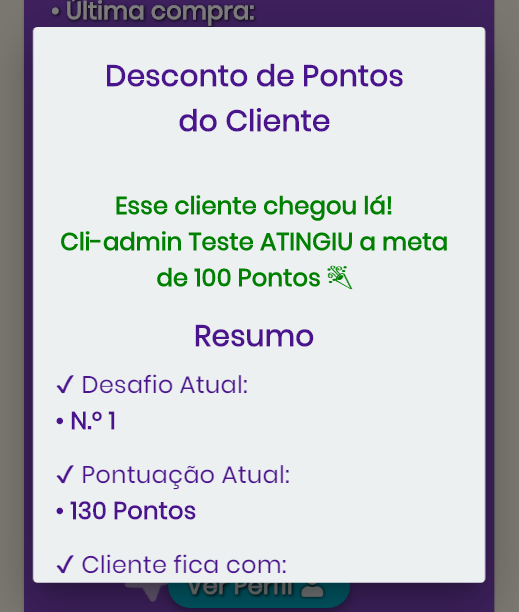 • Última compra:
Desconto de Pontos
do Cliente
Esse cliente chegou lá!
Cli-admin Teste ATINGIU a meta
de 100 Pontos 🎉
Resumo
✓ Desafio Atual:
• N.º 1
✓ Pontuação Atual:
• 130 Pontos
✓ Cliente fica com:
Ver Perfil